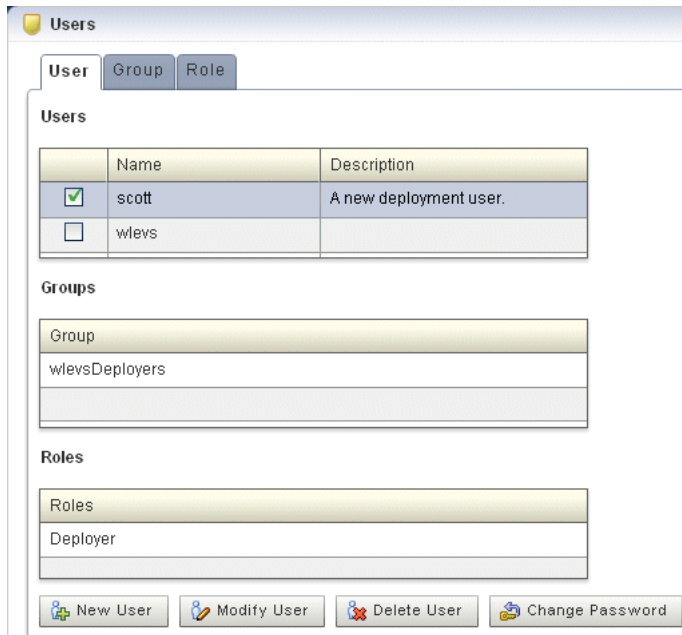 Users
User Group Role
Users
Name Description
scott A new deployment user.
wlevs
Groups
Group
wlevsDeployers
Roles
Roles
Deployer
New User Modify User Delete User Change Password